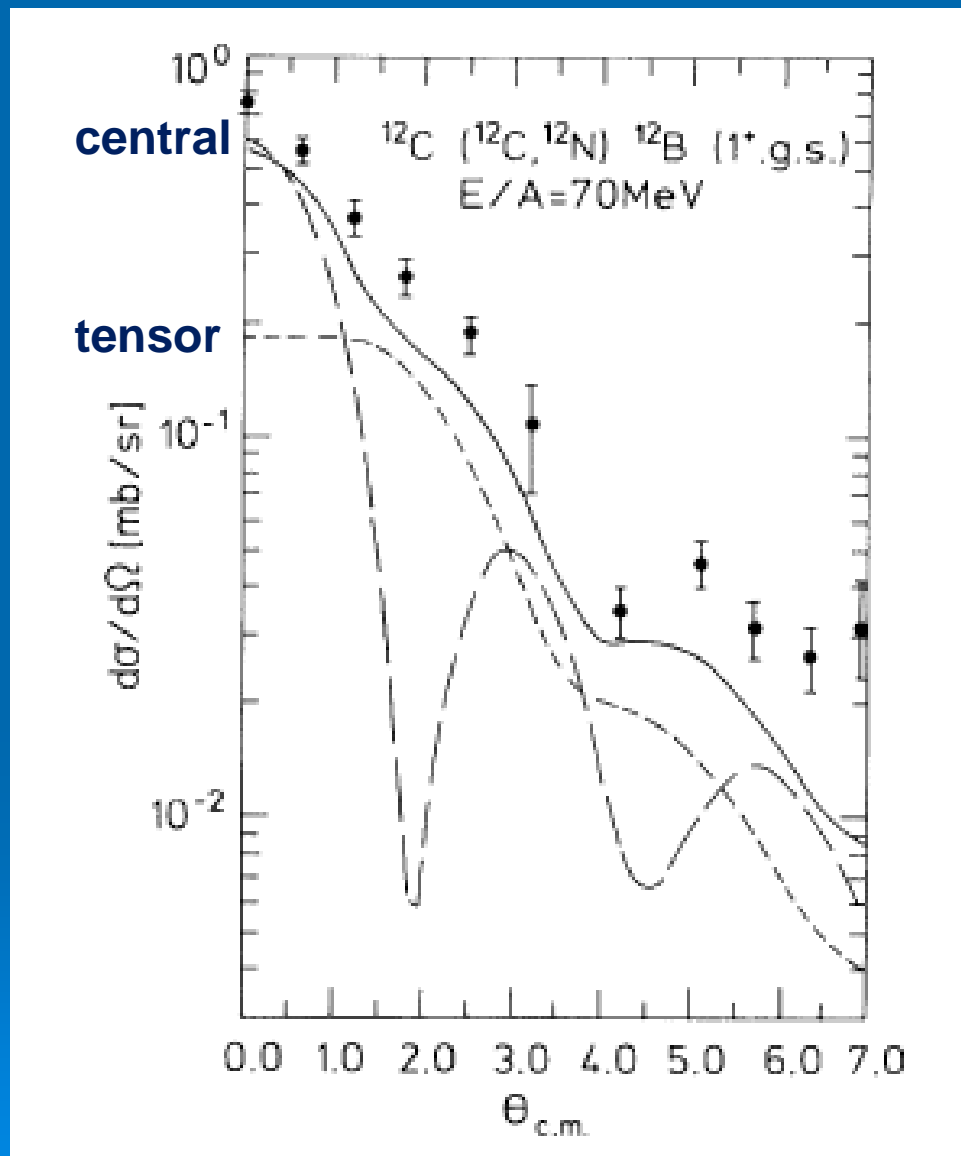 10⁰
central
¹²C (¹²C,¹²N) ¹²B (1⁺.g.s.)
E/A=70MeV
tensor
10⁻¹
dσ/dΩ [mb/sr]
10⁻²
0.0 1.0 2.0 3.0 4.0 5.0 6.0 7.0
Θc.m.